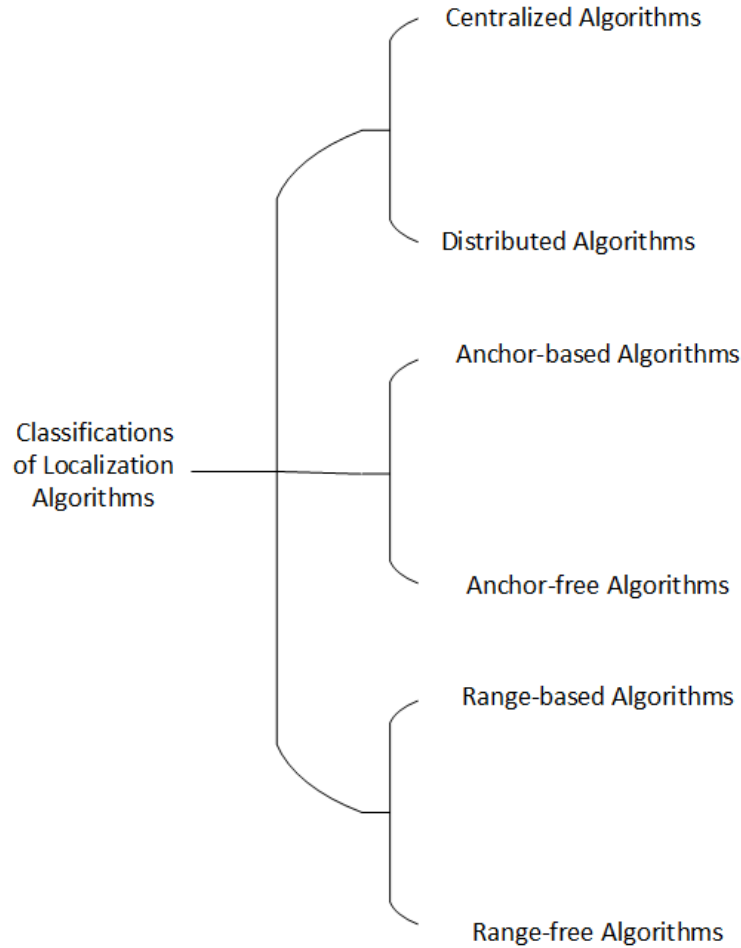 Centralized Algorithms
Distributed Algorithms
Anchor-based Algorithms
Classifications
of Localization
Algorithms
Anchor-free Algorithms
Range-based Algorithms
Range-free Algorithms